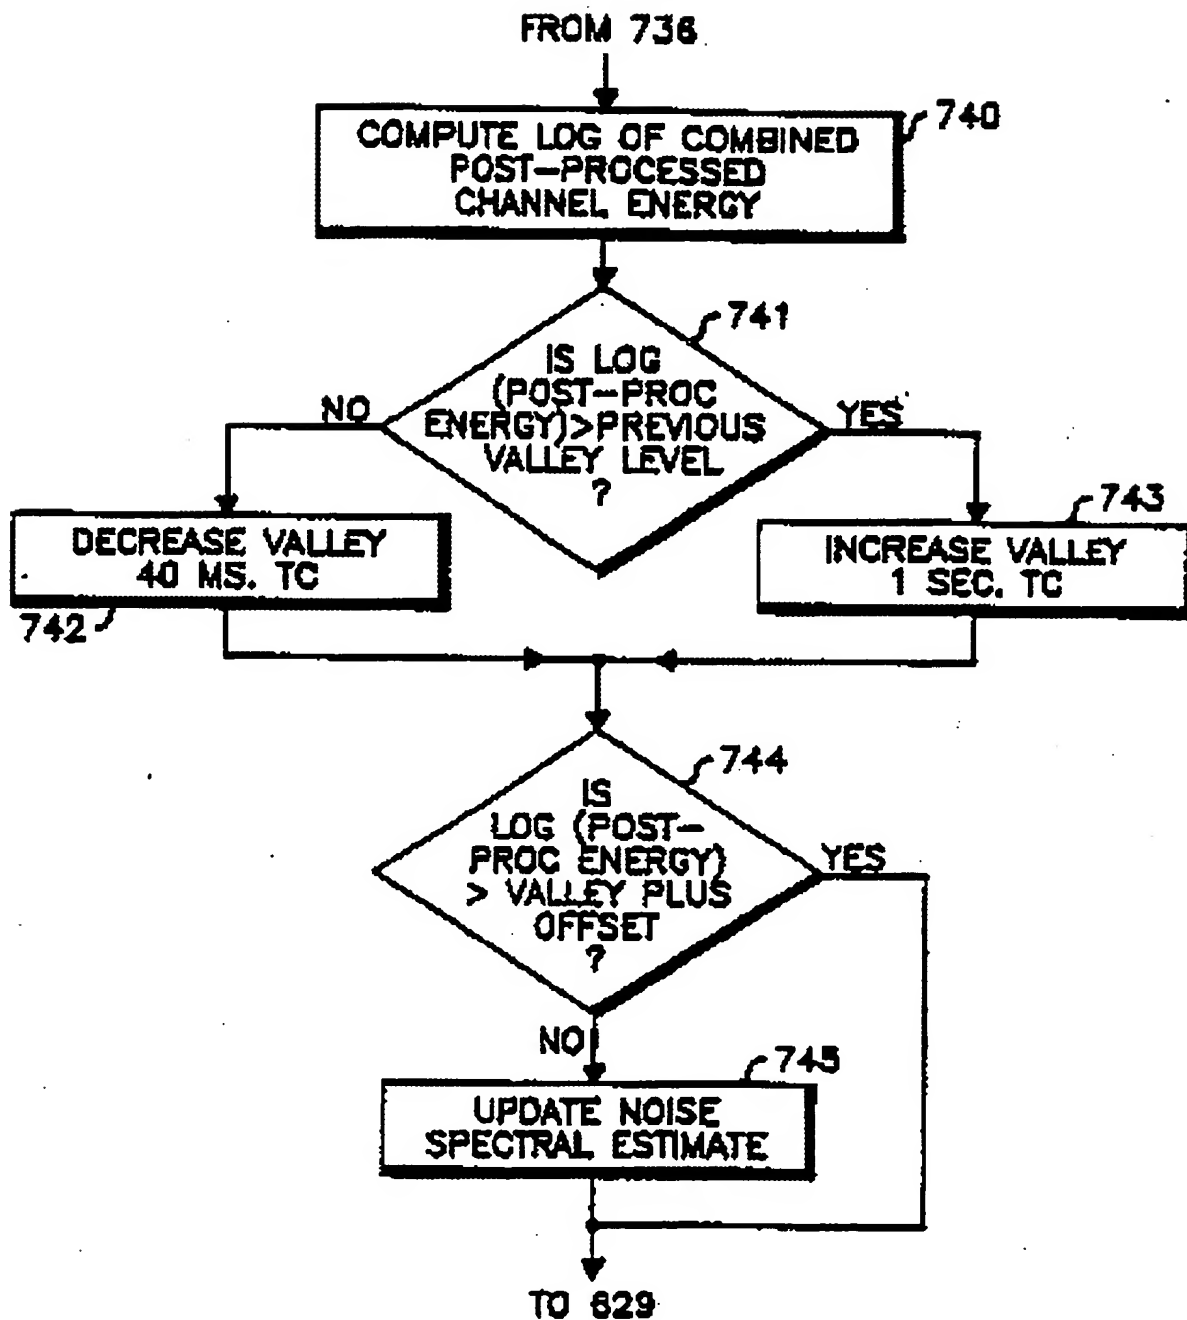 FROM 736
740
COMPUTE LOG OF COMBINED
POST-PROCESSED
CHANNEL ENERGY
741
IS LOG
(POST-PROC
ENERGY)>PREVIOUS
VALLEY LEVEL
?
NO
YES
DECREASE VALLEY
40 MS. TC
742
743
INCREASE VALLEY
1 SEC. TC
744
IS
LOG (POST-
PROC ENERGY)
> VALLEY PLUS
OFFSET
?
YES
NO
745
UPDATE NOISE
SPECTRAL ESTIMATE
TO 629